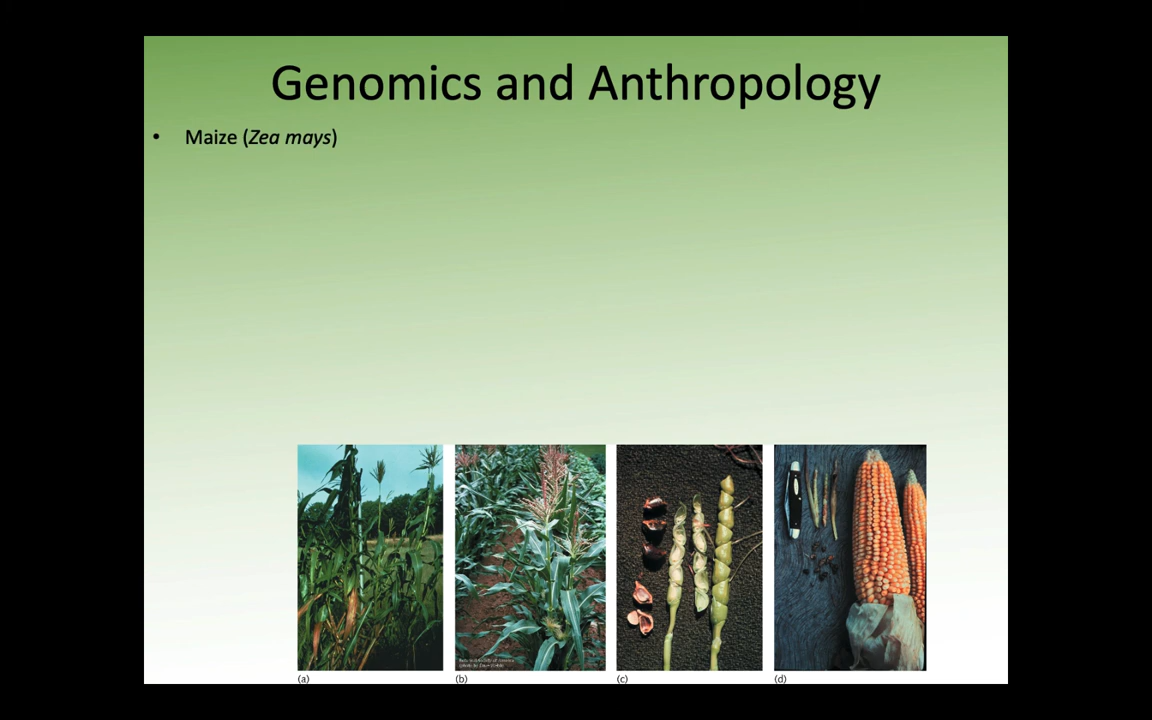 Genomics and Anthropology
• Maize (Zea mays)
(a)
(b)
(c)
(d)